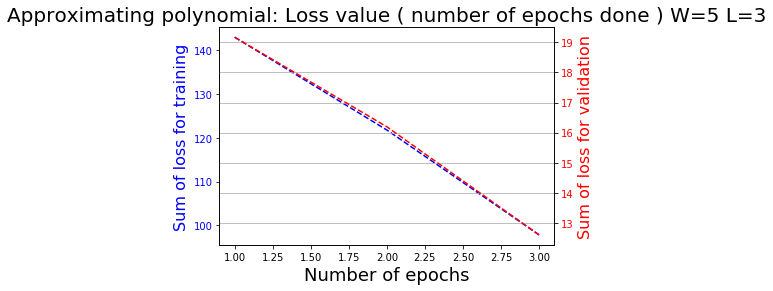 Approximating polynomial: Loss value ( number of epochs done ) W=5 L=3
Sum of loss for training
140
130
120
110
100
19
18
17
16
15
14
13
Sum of loss for validation
1.00 1.25 1.50 1.75 2.00 2.25 2.50 2.75 3.00
Number of epochs